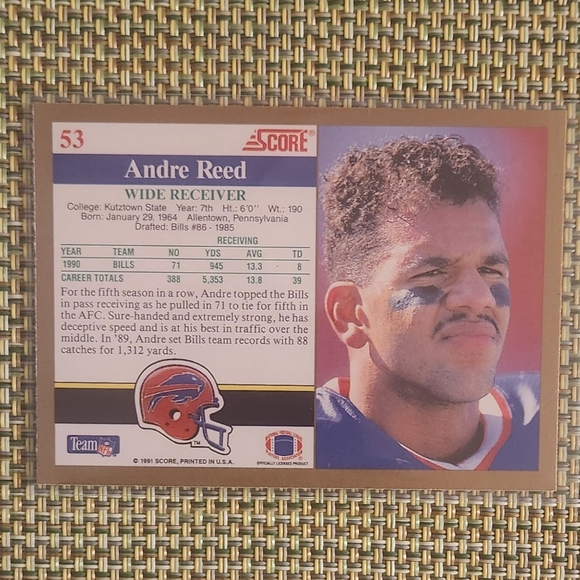 53
SCORE®
Andre Reed
WIDE RECEIVER
College: Kutztown State Year: 7th Ht.: 6'0" Wt.: 190
Born: January 29, 1964 Allentown, Pennsylvania
Drafted: Bills #86 - 1985
RECEIVING
YEAR TEAM NO YDS AVG TD
1990 BILLS 71 945 13.3 8
CAREER TOTALS 388 5,353 13.8 39
For the fifth season in a row, Andre topped the Bills
in pass receiving as he pulled in 71 to tie for fifth in
the AFC. Sure-handed and extremely strong, he has
deceptive speed and is at his best in traffic over the
middle. In '89, Andre set Bills team records with 88
catches for 1,312 yards.
TM
Team NFL
© 1991 SCORE, PRINTED IN U.S.A.
OFFICIALLY LICENSED PRODUCT